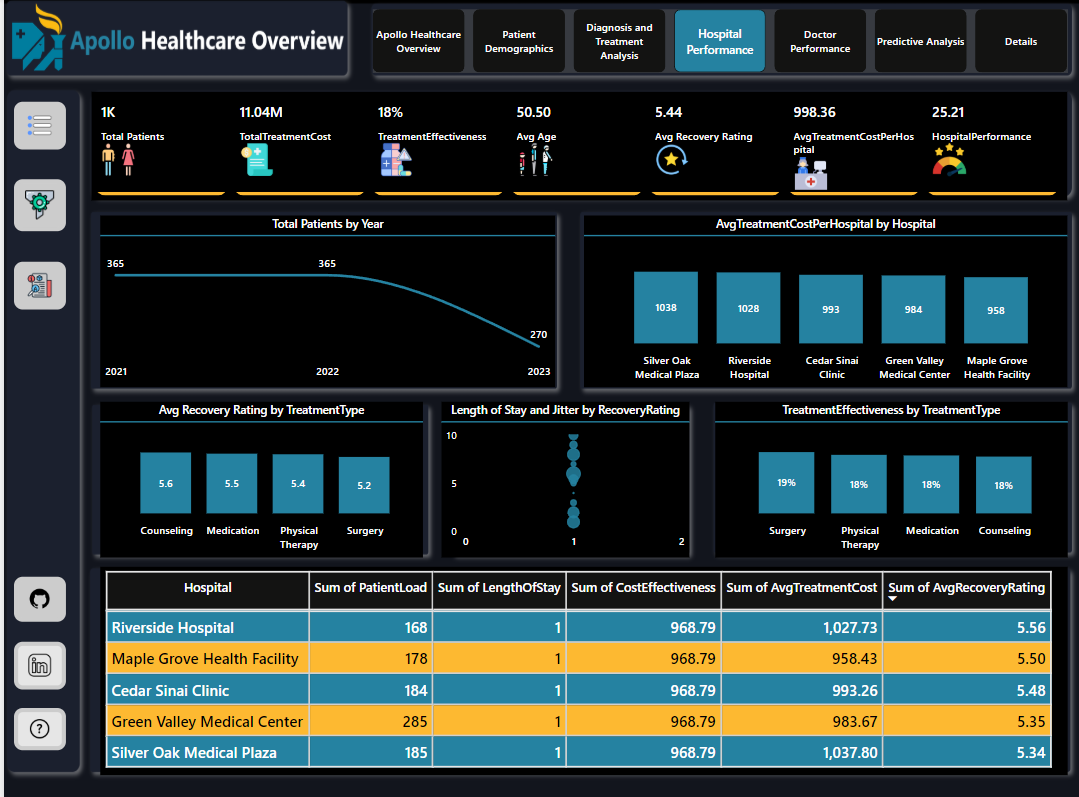 Apollo Healthcare Overview
Apollo Healthcare
Overview
Patient
Demographics
Diagnosis and
Treatment
Analysis
Hospital
Performance
Doctor
Performance
Predictive Analysis
Details
1K
Total Patients
11.04M
TotalTreatmentCost
18%
TreatmentEffectiveness
50.50
Avg Age
5.44
Avg Recovery Rating
998.36
AvgTreatmentCostPerHos
pital
25.21
HospitalPerformance
Total Patients by Year
365
365
270
2021
2022
2023
AvgTreatmentCostPerHospital by Hospital
1038
1028
993
984
958
Silver Oak
Medical Plaza
Riverside
Hospital
Cedar Sinai
Clinic
Green Valley
Medical Center
Maple Grove
Health Facility
Avg Recovery Rating by TreatmentType
5.6
5.5
5.4
5.2
Counseling
Medication
Physical
Therapy
Surgery
Length of Stay and Jitter by RecoveryRating
10
5
0
0
1
2
TreatmentEffectiveness by TreatmentType
19%
18%
18%
18%
Surgery
Physical
Therapy
Medication
Counseling
Hospital Sum of PatientLoad Sum of LengthOfStay Sum of CostEffectiveness Sum of AvgTreatmentCost Sum of AvgRecoveryRating
Riverside Hospital 168 1 968.79 1,027.73 5.56
Maple Grove Health Facility 178 1 968.79 958.43 5.50
Cedar Sinai Clinic 184 1 968.79 993.26 5.48
Green Valley Medical Center 285 1 968.79 983.67 5.35
Silver Oak Medical Plaza 185 1 968.79 1,037.80 5.34
in
?